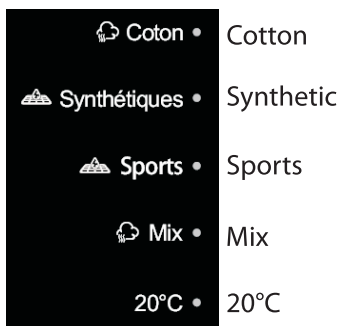 Coton Cotton
Synthétiques Synthetic
Sports Sports
Mix Mix
20°C 20°C